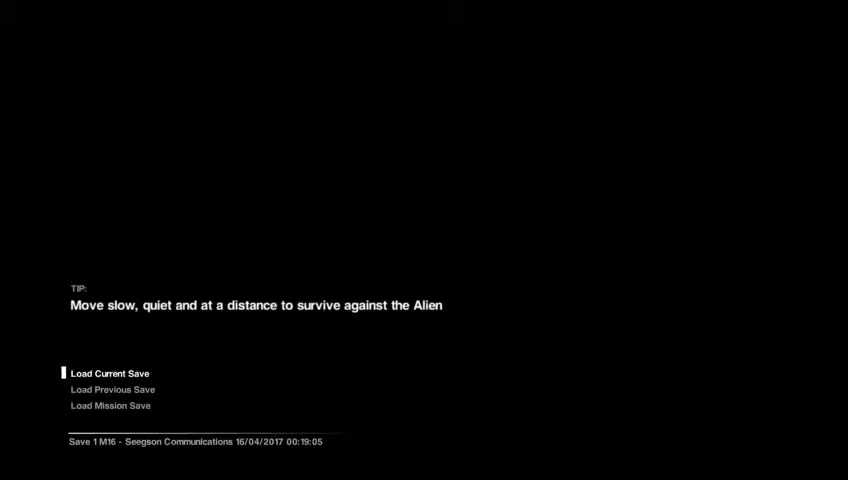 TIP:
Move slow, quiet and at a distance to survive against the Alien
Load Current Save
Load Previous Save
Load Mission Save
Save 1 M16 - Seegson Communications 16/04/2017 00:19:05